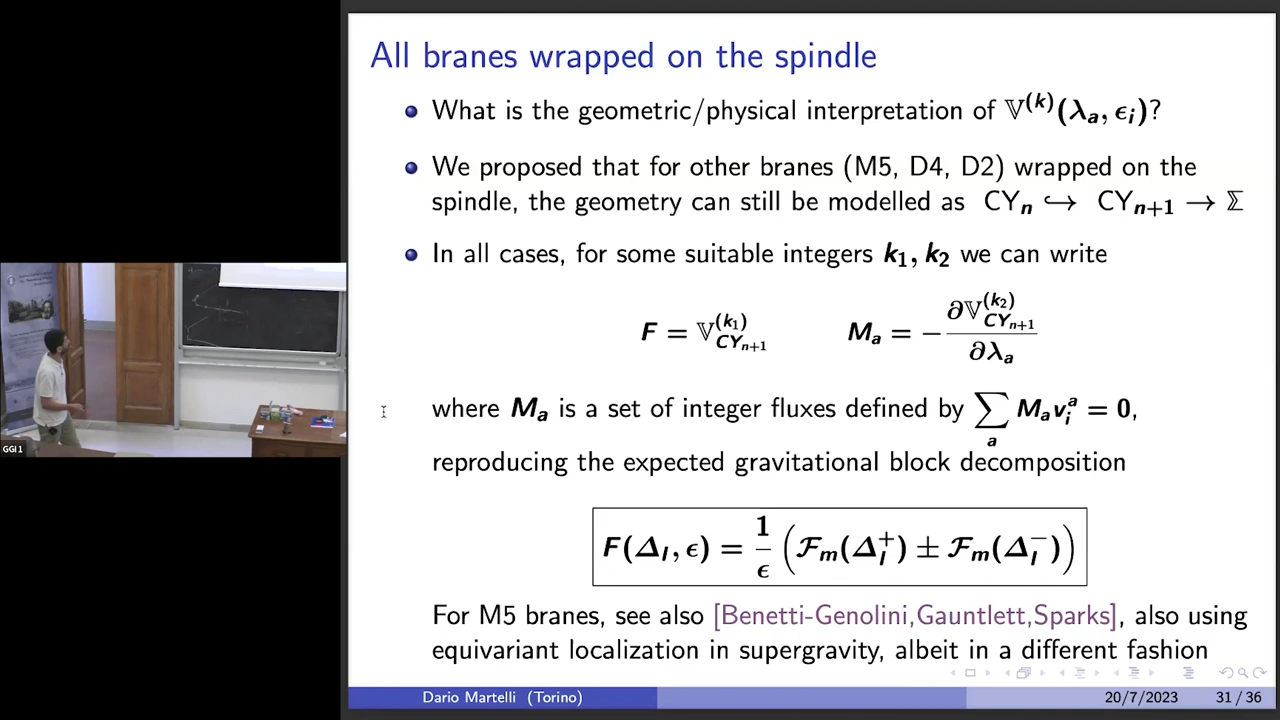 All branes wrapped on the spindle
What is the geometric/physical interpretation of 𝕍^(k)(λ_a, ϵ_i)?
We proposed that for other branes (M5, D4, D2) wrapped on the
spindle, the geometry can still be modelled as CY_n ↪ CY_{n+1} → Σ
In all cases, for some suitable integers k_1, k_2 we can write
F = 𝕍^{(k_1)}_{CY_{n+1}} M_a = − ∂𝕍^{(k_2)}_{CY_{n+1}} / ∂λ_a
where M_a is a set of integer fluxes defined by ∑_a M_a v^a_i = 0,
reproducing the expected gravitational block decomposition
F(Δ_I, ϵ) = 1/ϵ (ℱ_m(Δ_I^+) ± ℱ_m(Δ_I^−))
For M5 branes, see also [Benetti-Genolini,Gauntlett,Sparks], also using
equivariant localization in supergravity, albeit in a different fashion
Dario Martelli (Torino) 20/7/2023 31 / 36
GGI 1